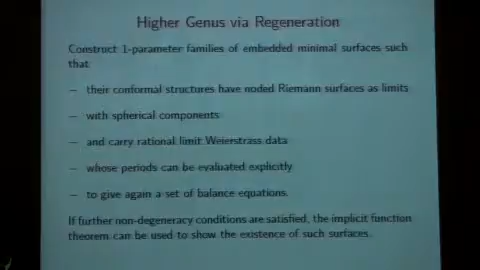 Higher Genus via Regeneration
Construct 1-parameter families of embedded minimal surfaces such
that
– their conformal structures have noded Riemann surfaces as limits
– with spherical components
– and carry rational limit Weierstrass data
– whose periods can be evaluated explicitly
– to give again a set of balance equations.
If further non-degeneracy conditions are satisfied, the implicit function
theorem can be used to show the existence of such surfaces.